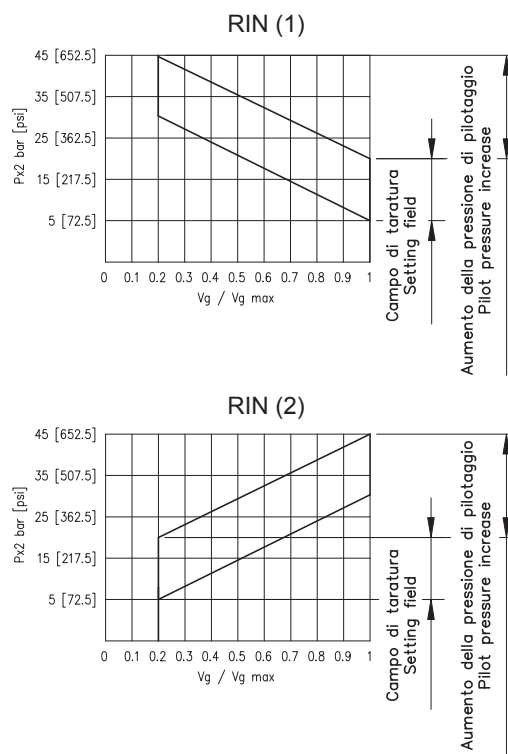 RIN (1)
Px2 bar [psi]
45 [652.5]
35 [507.5]
25 [362.5]
15 [217.5]
5 [72.5]
0 0.1 0.2 0.3 0.4 0.5 0.6 0.7 0.8 0.9 1
Vg / Vg max
Campo di taratura
Setting field
Aumento della pressione di pilotaggio
Pilot pressure increase
RIN (2)
Px2 bar [psi]
45 [652.5]
35 [507.5]
25 [362.5]
15 [217.5]
5 [72.5]
0 0.1 0.2 0.3 0.4 0.5 0.6 0.7 0.8 0.9 1
Vg / Vg max
Campo di taratura
Setting field
Aumento della pressione di pilotaggio
Pilot pressure increase